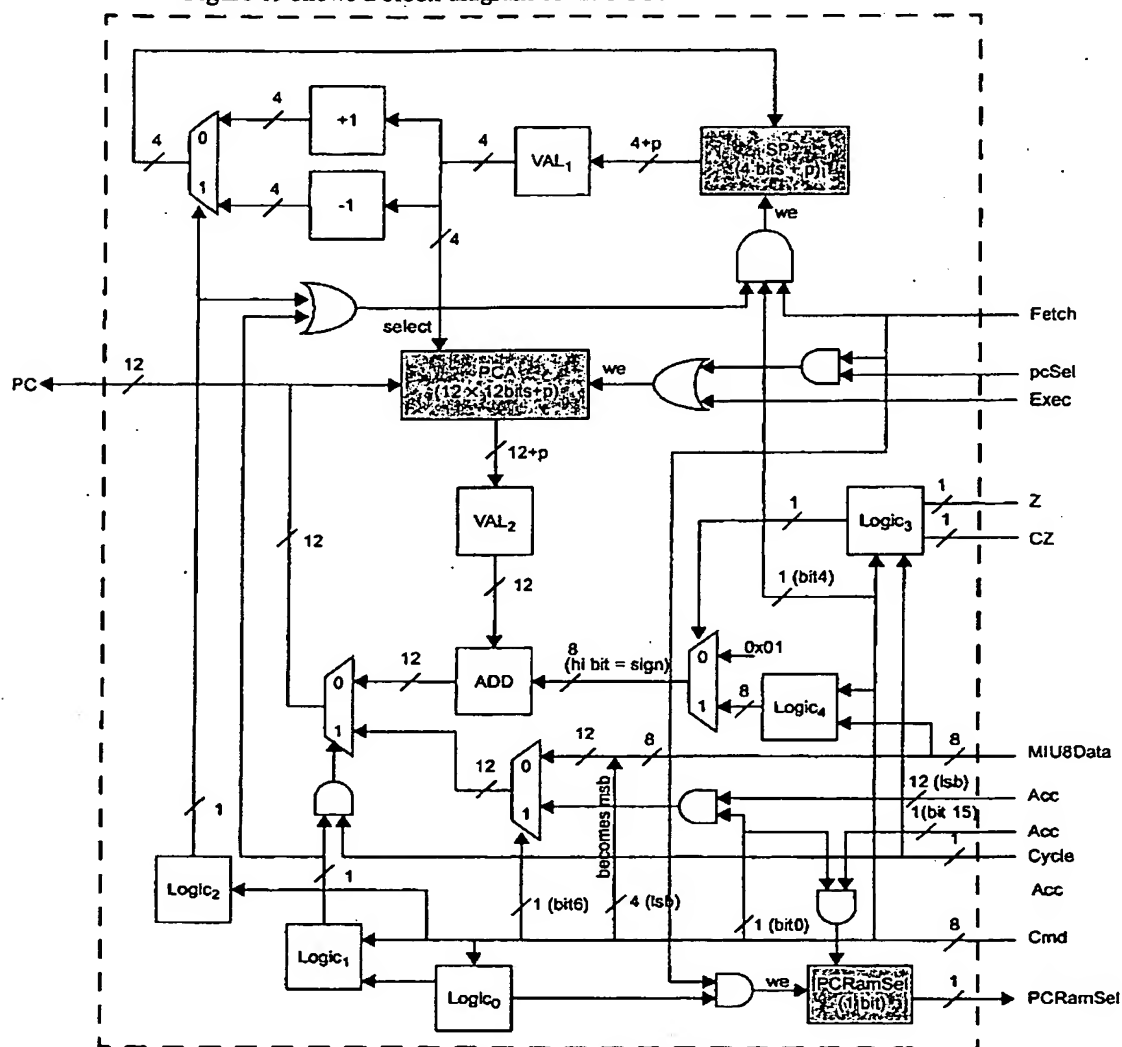 4
+1
4
0
1
4
-1
4
VAL1
4+p
SP
(4 bits + p)
we
4
select
Fetch
PC
12
PCA
(12 × 12bits+p)
we
pcSel
Exec
12+p
VAL2
12
12
1
Logic3
1
Z
1
CZ
1 (bit4)
0
1
12
ADD
8
(hi bit = sign)
0
1
0x01
8
Logic4
12
0
1
12
8
8
MIU8Data
becomes msb
12 (lsb)
Acc
1(bit 15)
Acc
1
Cycle
1
1
Logic2
Acc
1 (bit6)
4 (lsb)
1 (bit0)
8
Cmd
Logic1
Logic0
we
PCRamSel
(1 bit)
1
PCRamSel